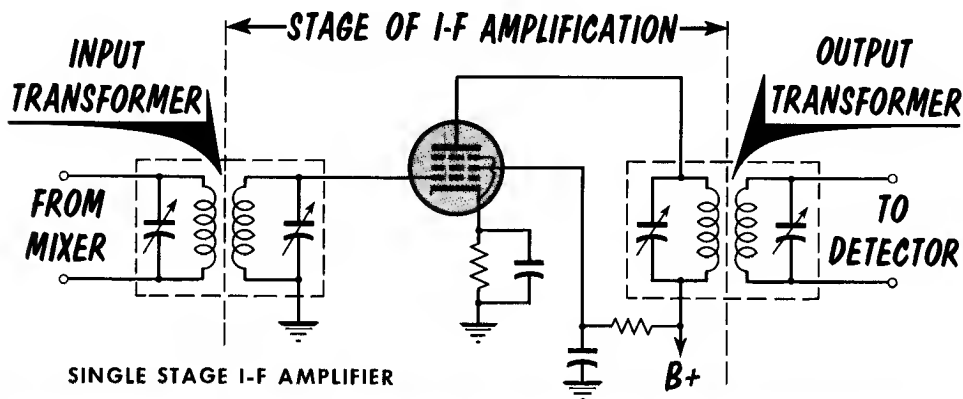 STAGE OF I-F AMPLIFICATION
INPUT
TRANSFORMER
OUTPUT
TRANSFORMER
FROM
MIXER
TO
DETECTOR
B+
SINGLE STAGE I-F AMPLIFIER